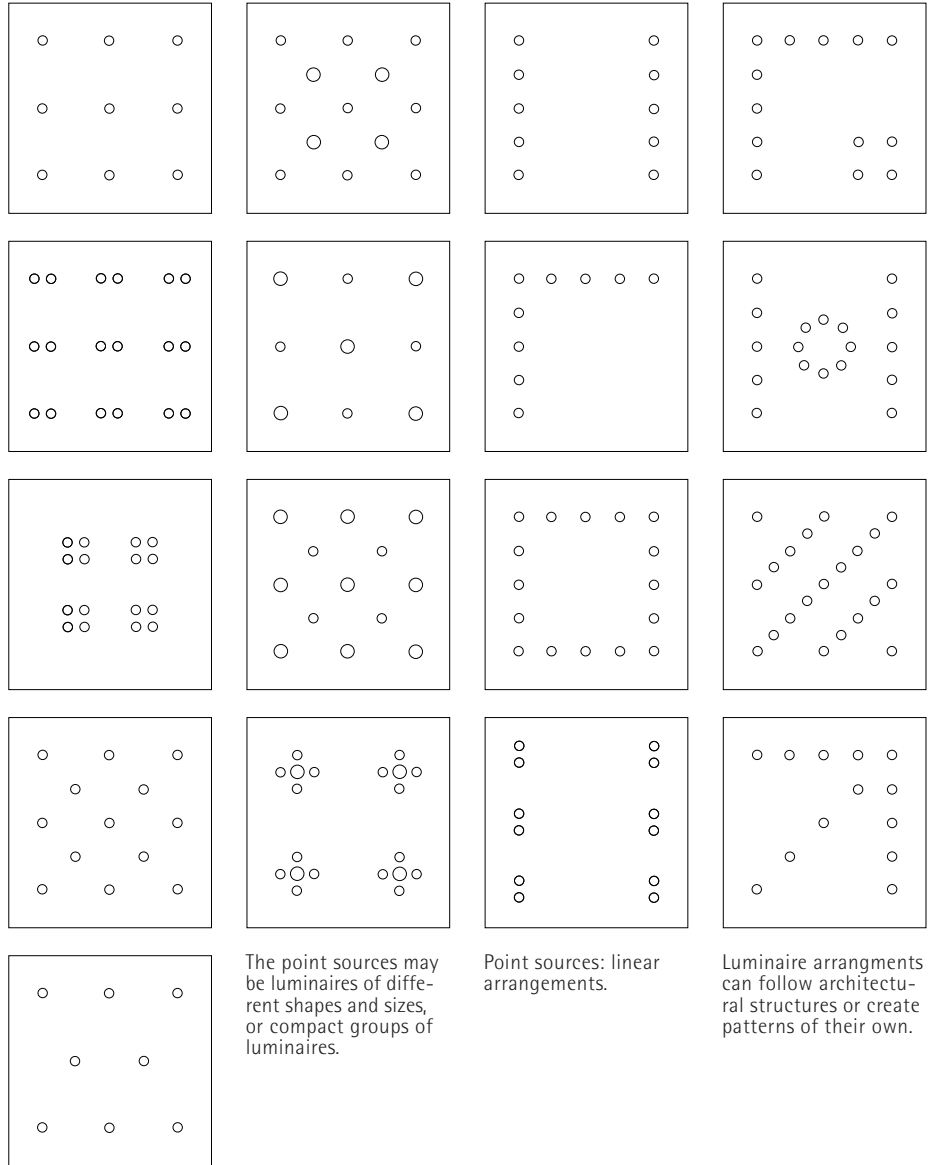 The point sources may
be luminaires of diffe-
rent shapes and sizes,
or compact groups of
luminaires.
Point sources: linear
arrangements.
Luminaire arrangments
can follow architectu-
ral structures or create
patterns of their own.